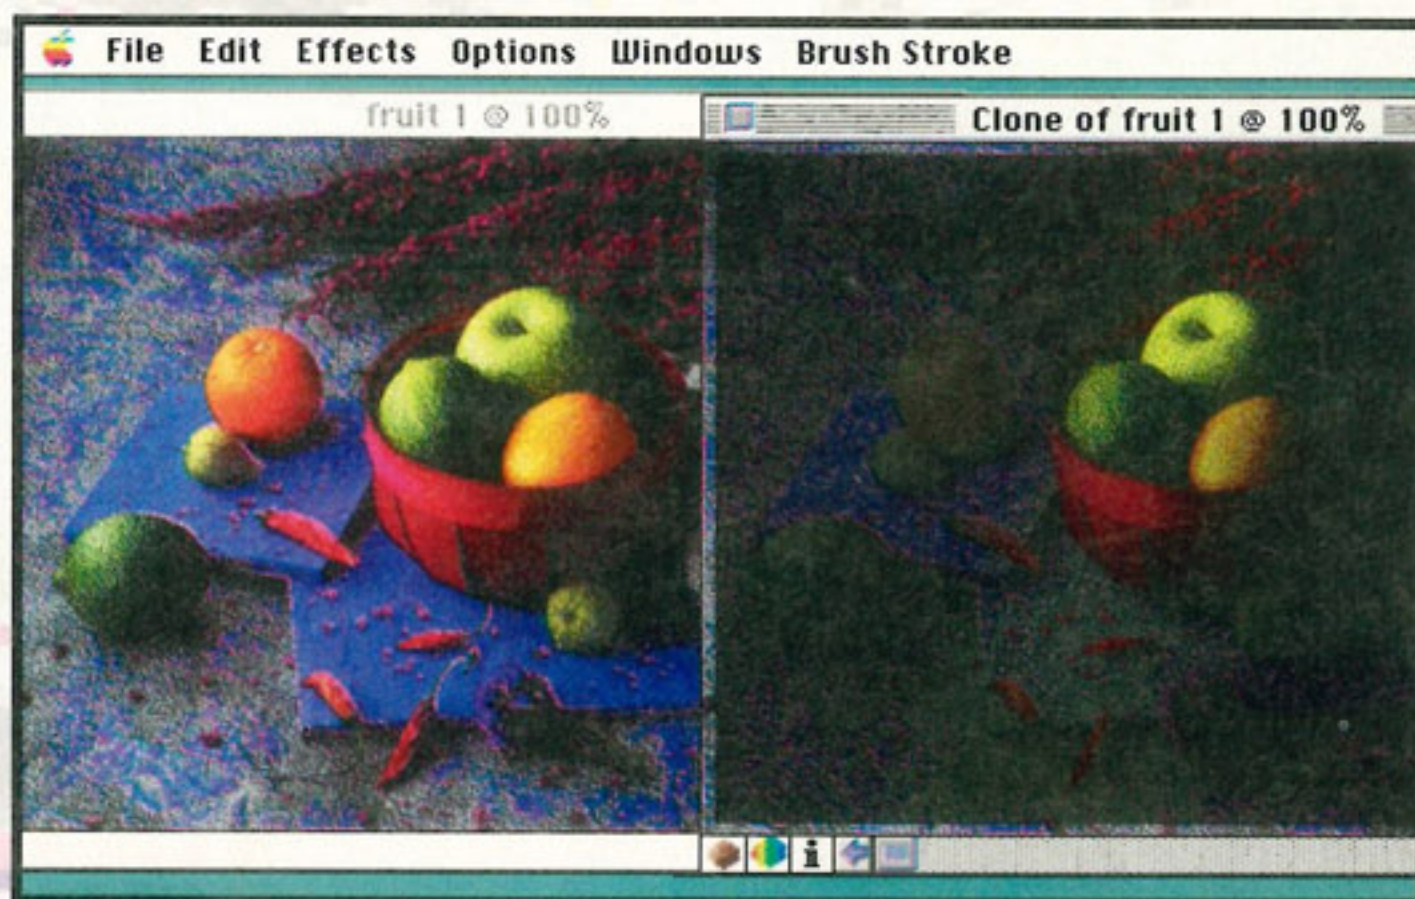 File Edit Effects Options Windows Brush Stroke
fruit 1 @ 100%
Clone of fruit 1 @ 100%
i